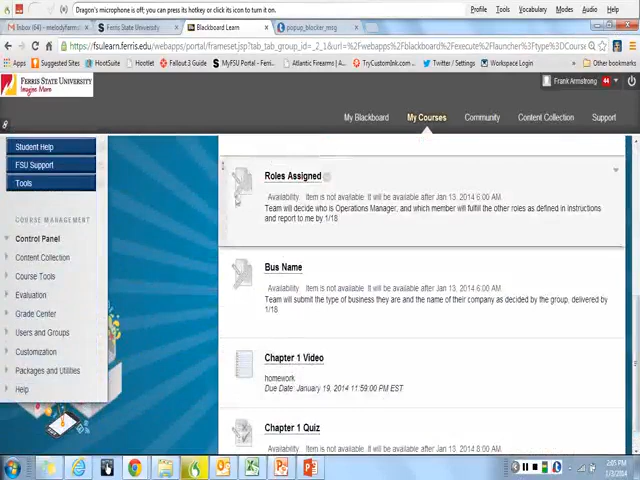 Dragon's microphone is off; you can press its hotkey or click its icon to turn it on.
Profile Tools Vocabulary Modes Audio Help
Inbox (64) - melodyfarms
Ferris State University
Blackboard Learn
popup_blocker_msg
https://fsulearn.ferris.edu/webapps/portal/frameset.jsp?tab_tab_group_id=_2_1&url=%2Fwebapps%2Fblackboard%2Fexecute%2Flauncher%3Ftype%3DCourse
Apps Suggested Sites HootSuite Hootlet Fallout 3 Guide MyFSU Portal - Ferris... Atlantic Firearms | A... TryCustomInk.com Twitter / Settings Workspace Login Other bookmarks
FERRIS STATE UNIVERSITY
Imagine More
Frank Armstrong 44
My Blackboard My Courses Community Content Collection Support
Student Help
FSU Support
Tools
COURSE MANAGEMENT
Control Panel
Content Collection
Course Tools
Evaluation
Grade Center
Users and Groups
Customization
Packages and Utilities
Help
Roles Assigned
Availability: Item is not available. It will be available after Jan 13, 2014 6:00 AM.
Team will decide who is Operations Manager, and which member will fulfill the other roles as defined in Instructions
and report to me by 1/18
Bus Name
Availability: Item is not available. It will be available after Jan 13, 2014 6:00 AM.
Team will submit the type of business they are and the name of their company as decided by the group, delivered by
1/18
Chapter 1 Video
homework
Due Date: January 19, 2014 11:59:00 PM EST
Chapter 1 Quiz
Availability: Item is not available. It will be available after Jan 13, 2014 8:00 AM.
2:05 PM
1/3/2014